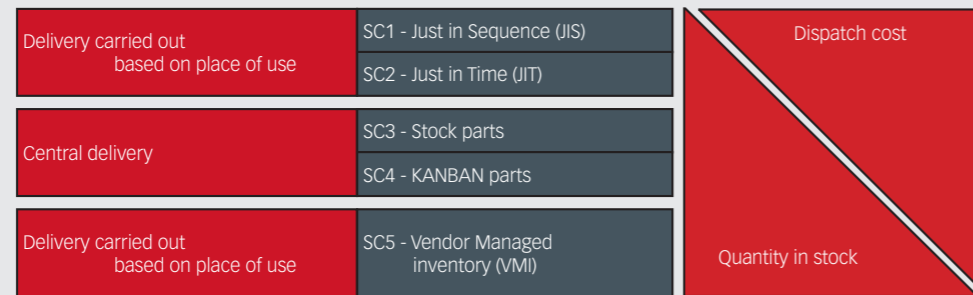 Delivery carried out
based on place of use
SC1 - Just in Sequence (JIS)
SC2 - Just in Time (JIT)
Central delivery
SC3 - Stock parts
SC4 - KANBAN parts
Delivery carried out
based on place of use
SC5 - Vendor Managed
inventory (VMI)
Dispatch cost
Quantity in stock